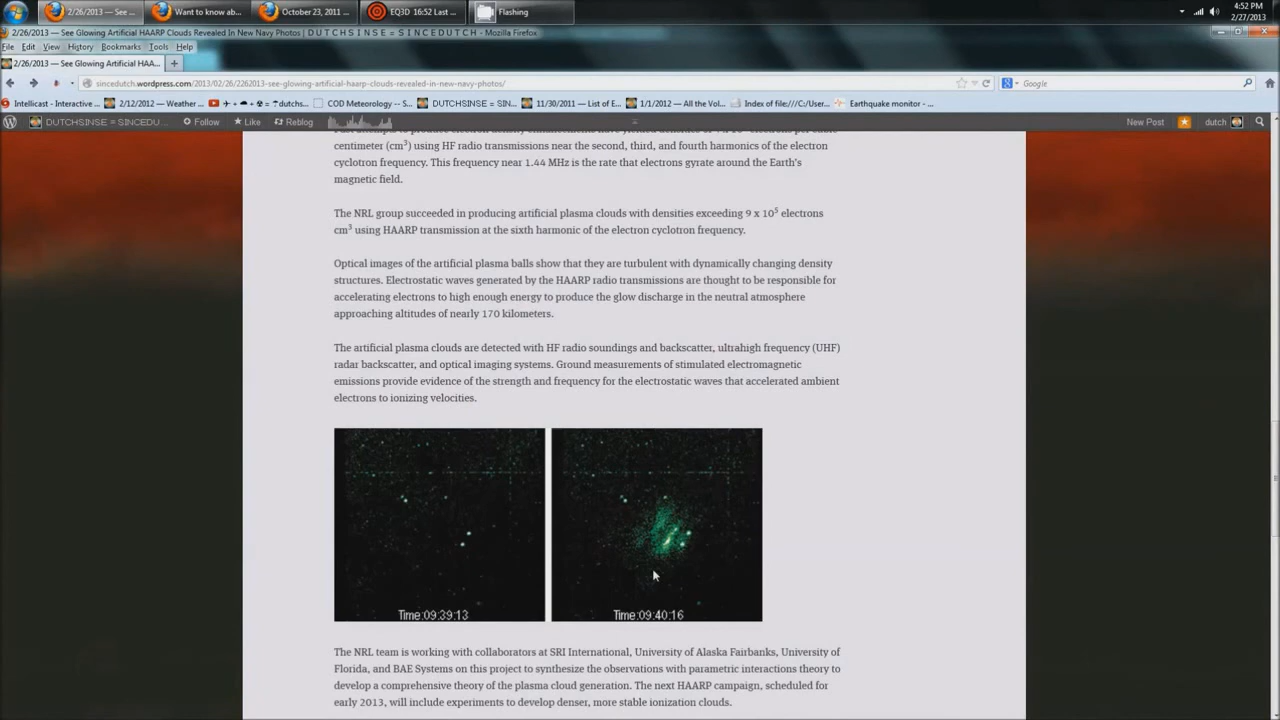 2/26/2013 — See ...
Want to know ab...
October 23, 2011 ...
EQ3D 16:52 Last ...
Flashing
4:52 PM
2/27/2013
2/26/2013 — See Glowing Artificial HAARP Clouds Revealed In New Navy Photos | D U T C H S I N S E = S I N C E D U T C H - Mozilla Firefox
File Edit View History Bookmarks Tools Help
2/26/2013 — See Glowing Artificial HAA...
sincedutch.wordpress.com/2013/02/26/2262013-see-glowing-artificial-haarp-clouds-revealed-in-new-navy-photos/
Google
Intellicast - Interactive ...
2/12/2012 — Weather ...
dutchs...
COD Meteorology -- S...
DUTCHSINSE = SIN...
11/30/2011 — List of E...
1/1/2012 — All the Vol...
Index of file:///C:/User...
Earthquake monitor - ...
DUTCHSINSE = SINCEDU...
Follow
Like
Reblog
New Post
dutch
centimeter (cm³) using HF radio transmissions near the second, third, and fourth harmonics of the electron
cyclotron frequency. This frequency near 1.44 MHz is the rate that electrons gyrate around the Earth's
magnetic field.
The NRL group succeeded in producing artificial plasma clouds with densities exceeding 9 x 10⁵ electrons
cm³ using HAARP transmission at the sixth harmonic of the electron cyclotron frequency.
Optical images of the artificial plasma balls show that they are turbulent with dynamically changing density
structures. Electrostatic waves generated by the HAARP radio transmissions are thought to be responsible for
accelerating electrons to high enough energy to produce the glow discharge in the neutral atmosphere
approaching altitudes of nearly 170 kilometers.
The artificial plasma clouds are detected with HF radio soundings and backscatter, ultrahigh frequency (UHF)
radar backscatter, and optical imaging systems. Ground measurements of stimulated electromagnetic
emissions provide evidence of the strength and frequency for the electrostatic waves that accelerated ambient
electrons to ionizing velocities.
Time:09:39:13
Time:09:40:16
The NRL team is working with collaborators at SRI International, University of Alaska Fairbanks, University of
Florida, and BAE Systems on this project to synthesize the observations with parametric interactions theory to
develop a comprehensive theory of the plasma cloud generation. The next HAARP campaign, scheduled for
early 2013, will include experiments to develop denser, more stable ionization clouds.